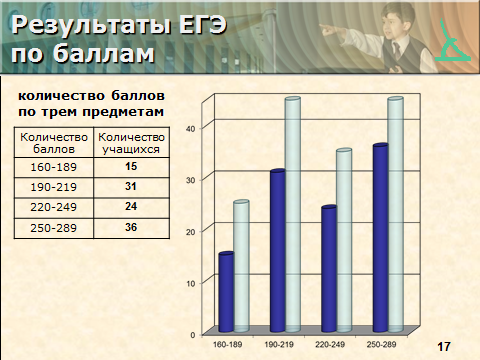 Результаты ЕГЭ
по баллам
количество баллов
по трем предметам
Количество баллов Количество учащихся
160-189 15
190-219 31
220-249 24
250-289 36
40
30
20
10
0
160-189 190-219 220-249 250-289
17